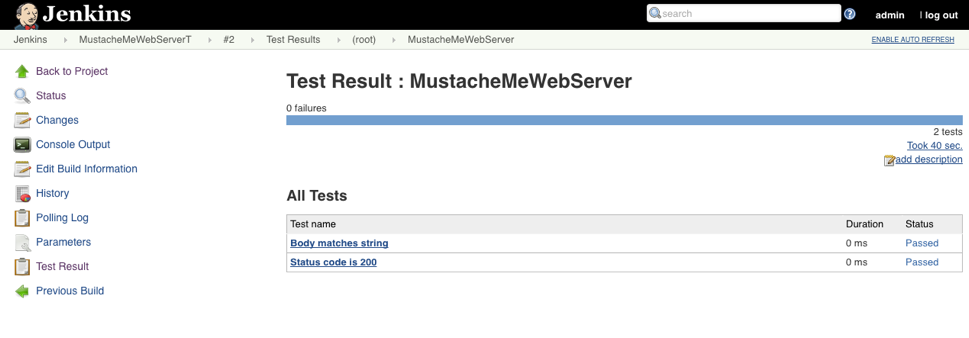 Jenkins
search
admin | log out
Jenkins MustacheMeWebServerT #2 Test Results (root) MustacheMeWebServer ENABLE AUTO REFRESH
Back to Project
Status
Changes
Console Output
Edit Build Information
History
Polling Log
Parameters
Test Result
Previous Build
Test Result : MustacheMeWebServer
0 failures
2 tests
Took 40 sec.
add description
All Tests
Test name Duration Status
Body matches string 0 ms Passed
Status code is 200 0 ms Passed